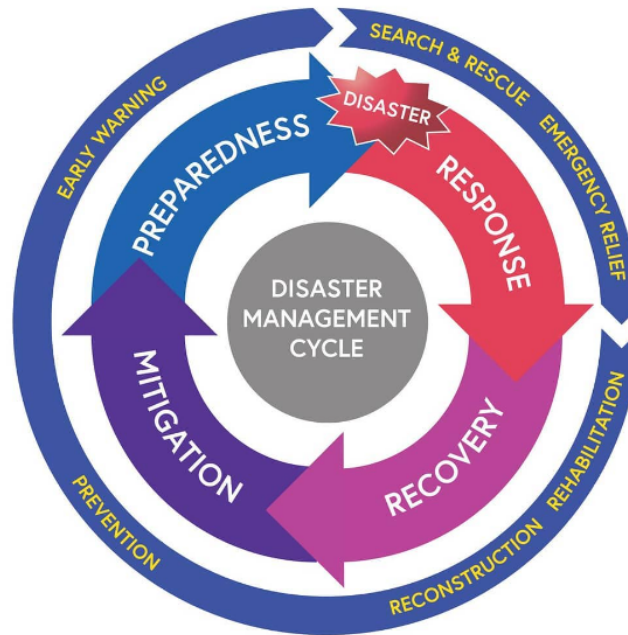 DISASTER
MANAGEMENT
CYCLE
DISASTER
RESPONSE
RECOVERY
MITIGATION
PREPAREDNESS
SEARCH & RESCUE
EMERGENCY RELIEF
REHABILITATION
RECONSTRUCTION
PREVENTION
EARLY WARNING